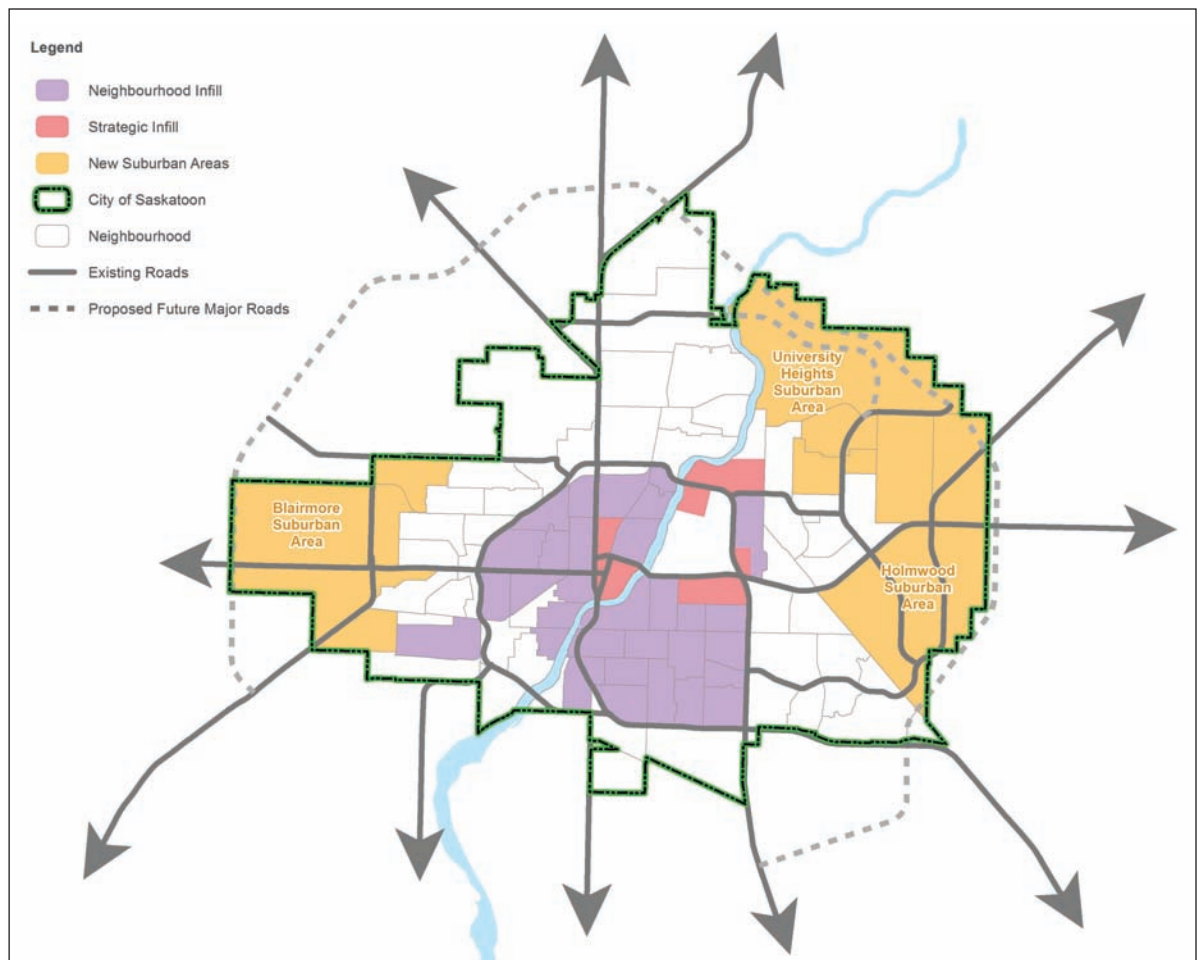 Legend
Neighbourhood Infill
Strategic Infill
New Suburban Areas
City of Saskatoon
Neighbourhood
Existing Roads
Proposed Future Major Roads
University
Heights
Suburban
Area
Blairmore
Suburban
Area
Holmwood
Suburban
Area